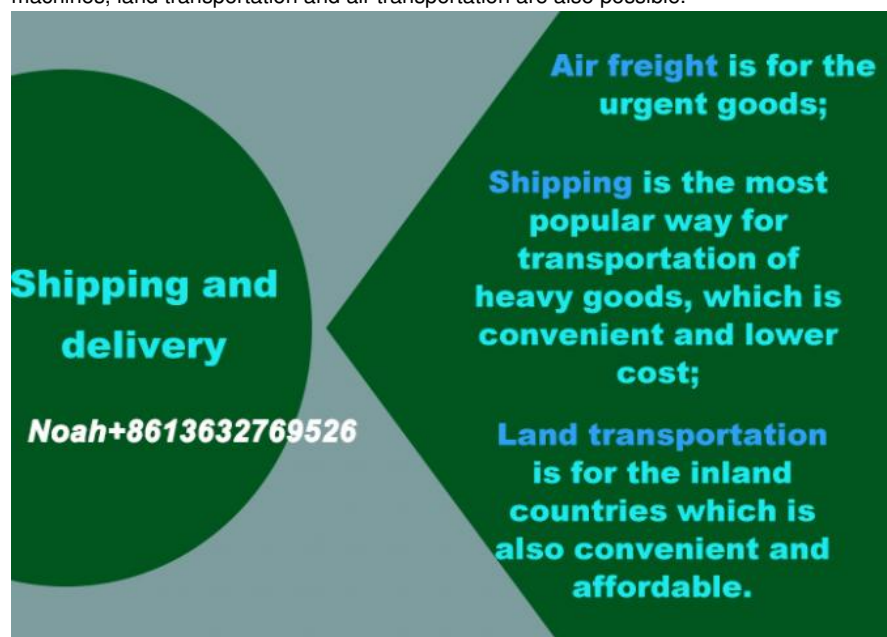 machines, land transportation and air transportation are also possible.
Air freight is for the
urgent goods;
Shipping is the most
popular way for
transportation of
heavy goods, which is
convenient and lower
cost;
Shipping and
delivery
Noah+8613632769526
Land transportation
is for the inland
countries which is
also convenient and
affordable.